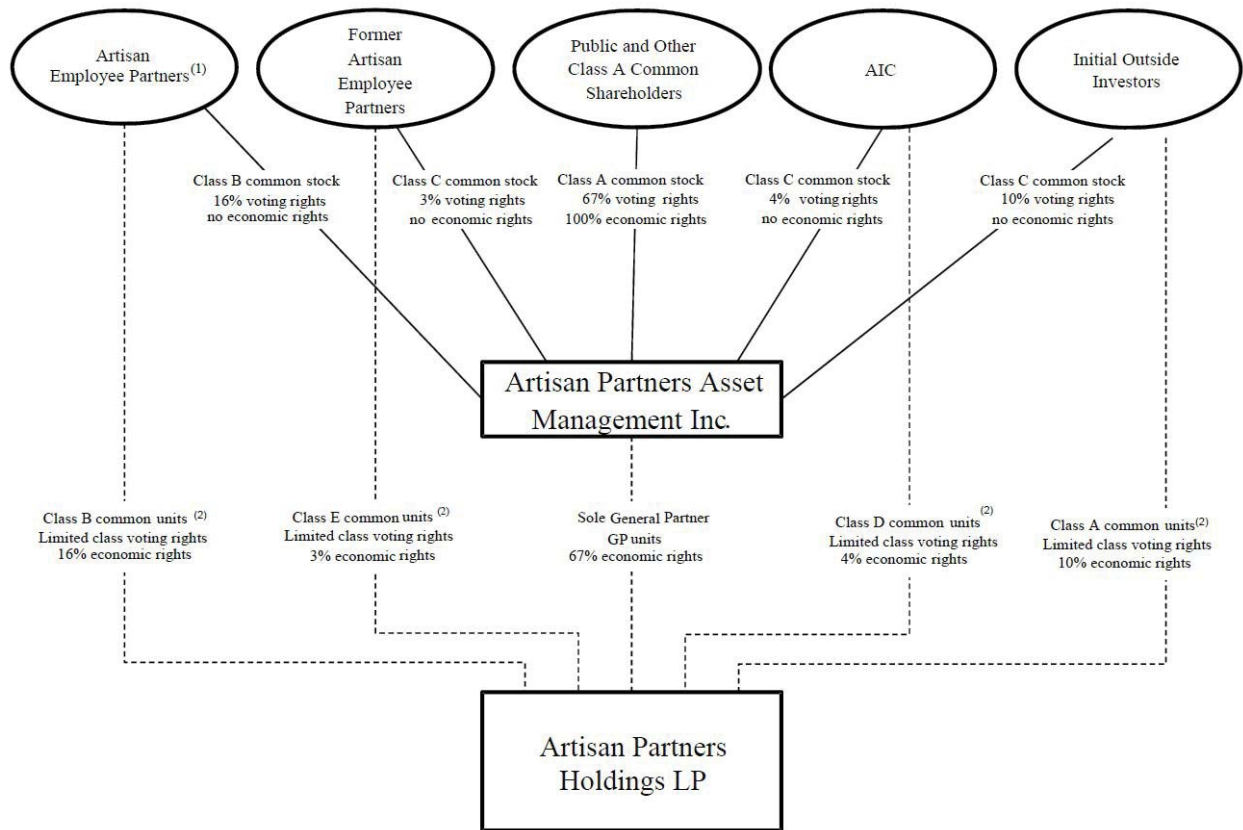 Artisan
Employee Partners(1)
Former
Artisan
Employee
Partners
Public and Other
Class A Common
Shareholders
AIC
Initial Outside
Investors
Class B common stock
16% voting rights
no economic rights
Class C common stock
3% voting rights
no economic rights
Class A common stock
67% voting rights
100% economic rights
Class C common stock
4% voting rights
no economic rights
Class C common stock
10% voting rights
no economic rights
Artisan Partners Asset
Management Inc.
Class B common units (2)
Limited class voting rights
16% economic rights
Class E common units (2)
Limited class voting rights
3% economic rights
Sole General Partner
GP units
67% economic rights
Class D common units (2)
Limited class voting rights
4% economic rights
Class A common units(2)
Limited class voting rights
10% economic rights
Artisan Partners
Holdings LP